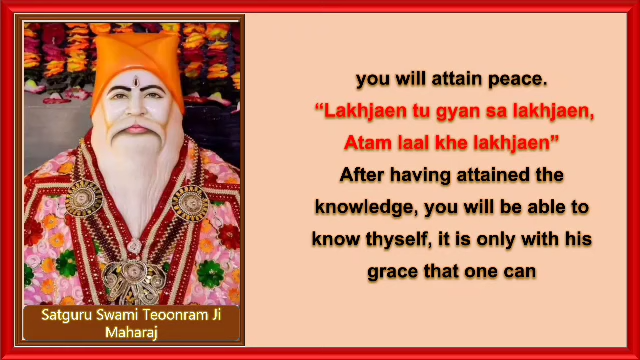 you will attain peace.
“Lakhjaen tu gyan sa lakhjaen,
Atam laal khe lakhjaen”
After having attained the
knowledge, you will be able to
know thyself, it is only with his
grace that one can
Satguru Swami Teoonram Ji
Maharaj